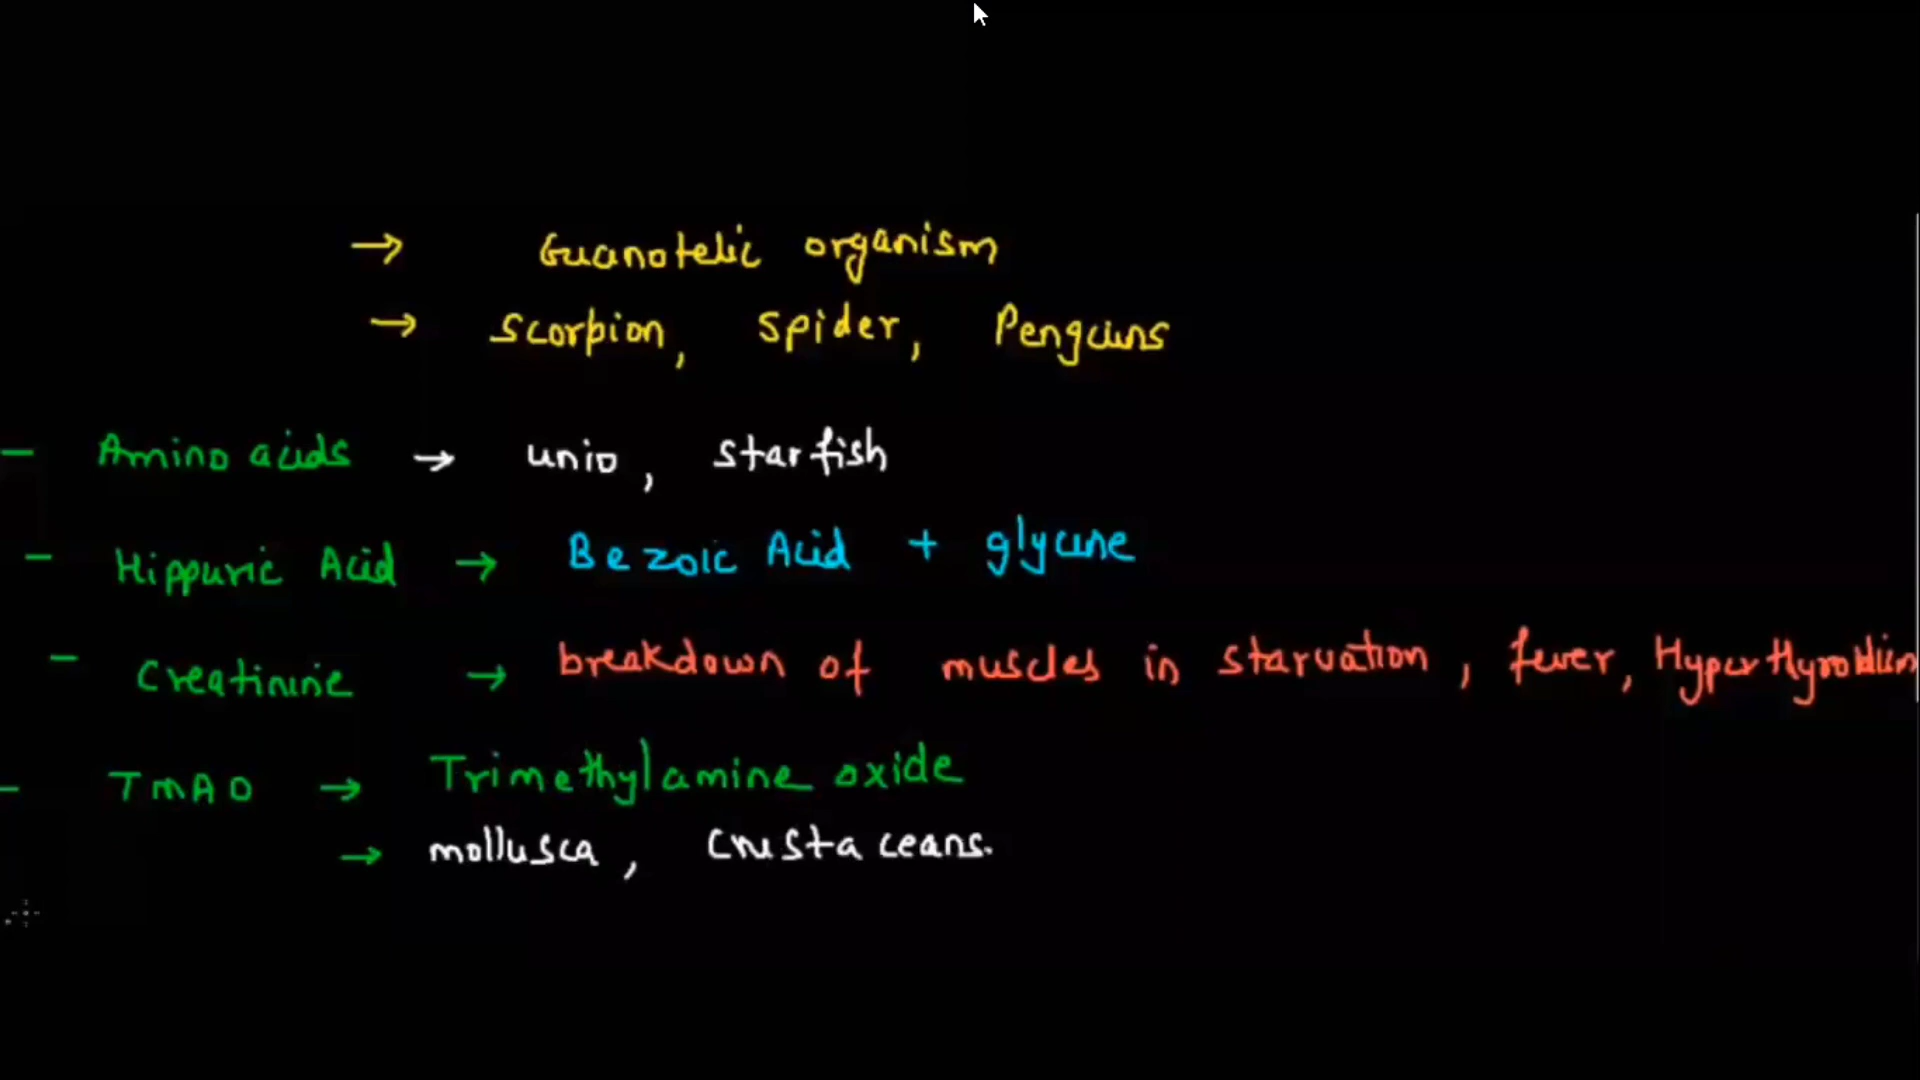 → Guanotelic organism
→ Scorpion, Spider, Penguins
- Amino acids → unio, starfish
- Hippuric Acid → Bezoic Acid + glycine
- Creatinine → breakdown of muscles in starvation, fever,
- TMAO → Trimethylamine oxide
→ mollusca, Crustaceans.